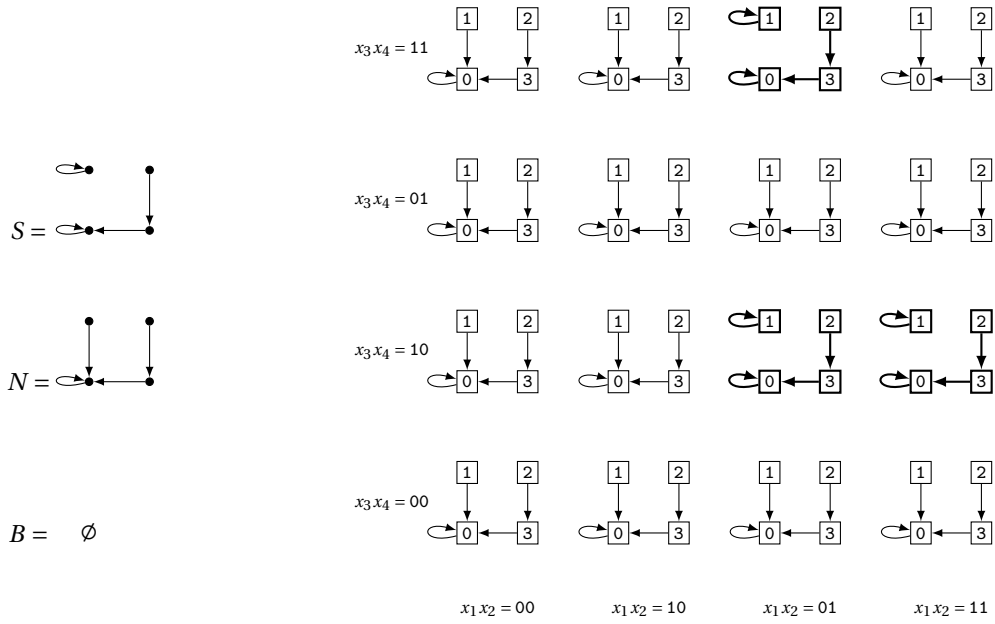 1 2 1 2 1 2 1 2
x₃x₄ = 11
0 3 0 3 0 3 0 3
1 2 1 2 1 2 1 2
x₃x₄ = 01
S = 0 3 0 3 0 3 0 3
1 2 1 2 1 2 1 2
x₃x₄ = 10
N = 0 3 0 3 0 3 0 3
1 2 1 2 1 2 1 2
x₃x₄ = 00
B = ∅ 0 3 0 3 0 3 0 3
x₁x₂ = 00 x₁x₂ = 10 x₁x₂ = 01 x₁x₂ = 11